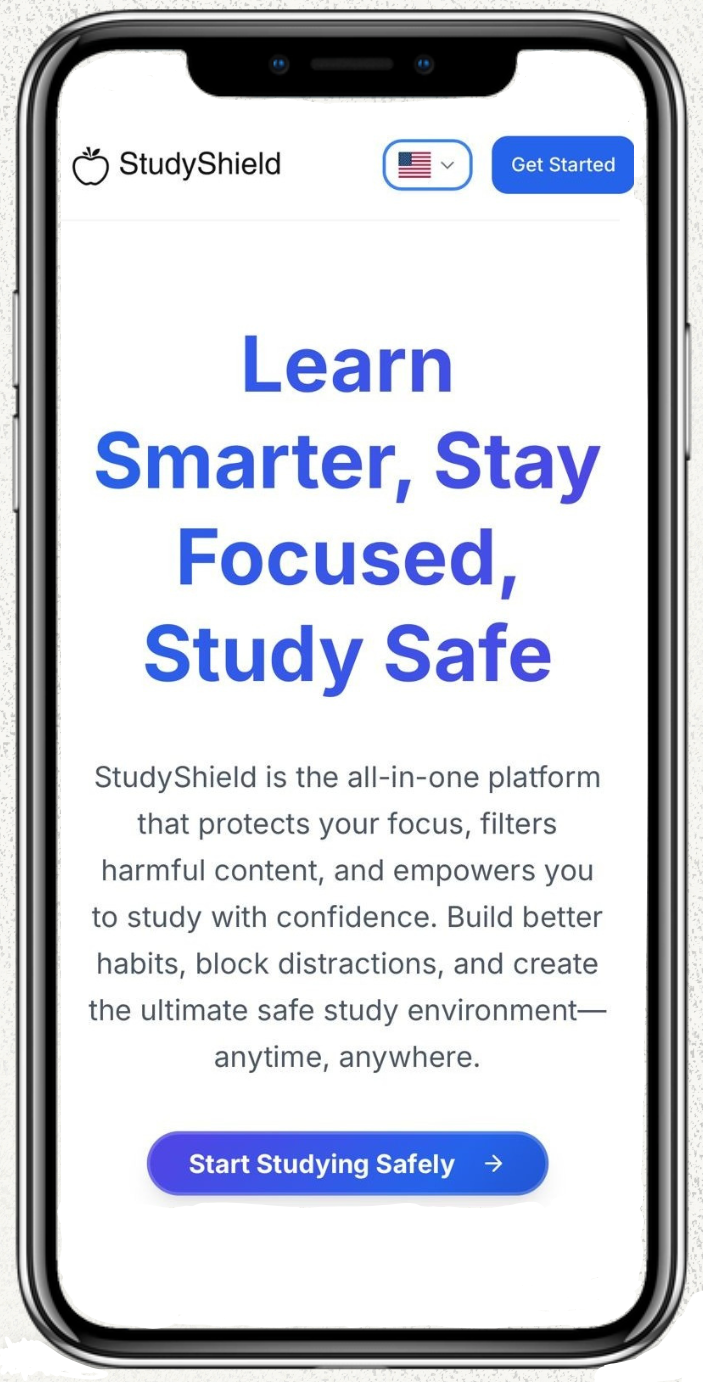 StudyShield
Get Started
Learn
Smarter, Stay
Focused,
Study Safe
StudyShield is the all-in-one platform
that protects your focus, filters
harmful content, and empowers you
to study with confidence. Build better
habits, block distractions, and create
the ultimate safe study environment—
anytime, anywhere.
Start Studying Safely →